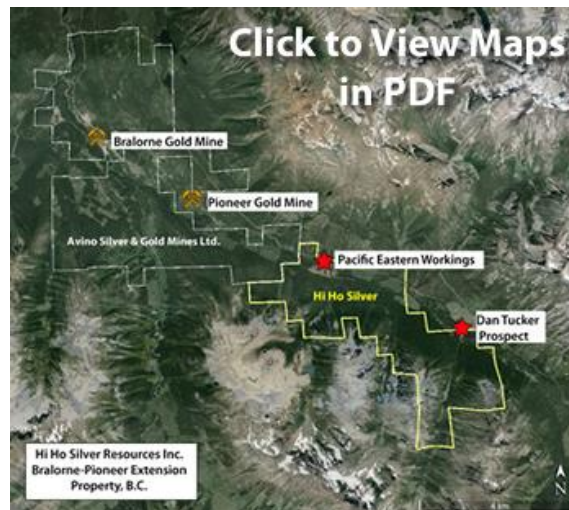 Click to View Maps
in PDF
Bralorne Gold Mine
Pioneer Gold Mine
Avino Silver & Gold Mines Ltd.
Pacific Eastern Workings
Hi Ho Silver
Dan Tucker
Prospect
Hi Ho Silver Resources Inc.
Bralorne-Pioneer Extension
Property, B.C.
N